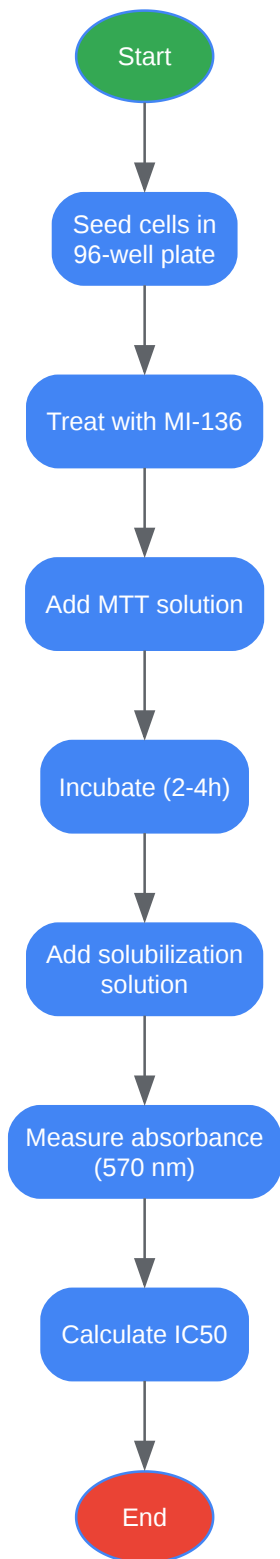 Start
Seed cells in
96-well plate
Treat with MI-136
Add MTT solution
Incubate (2-4h)
Add solubilization
solution
Measure absorbance
(570 nm)
Calculate IC50
End